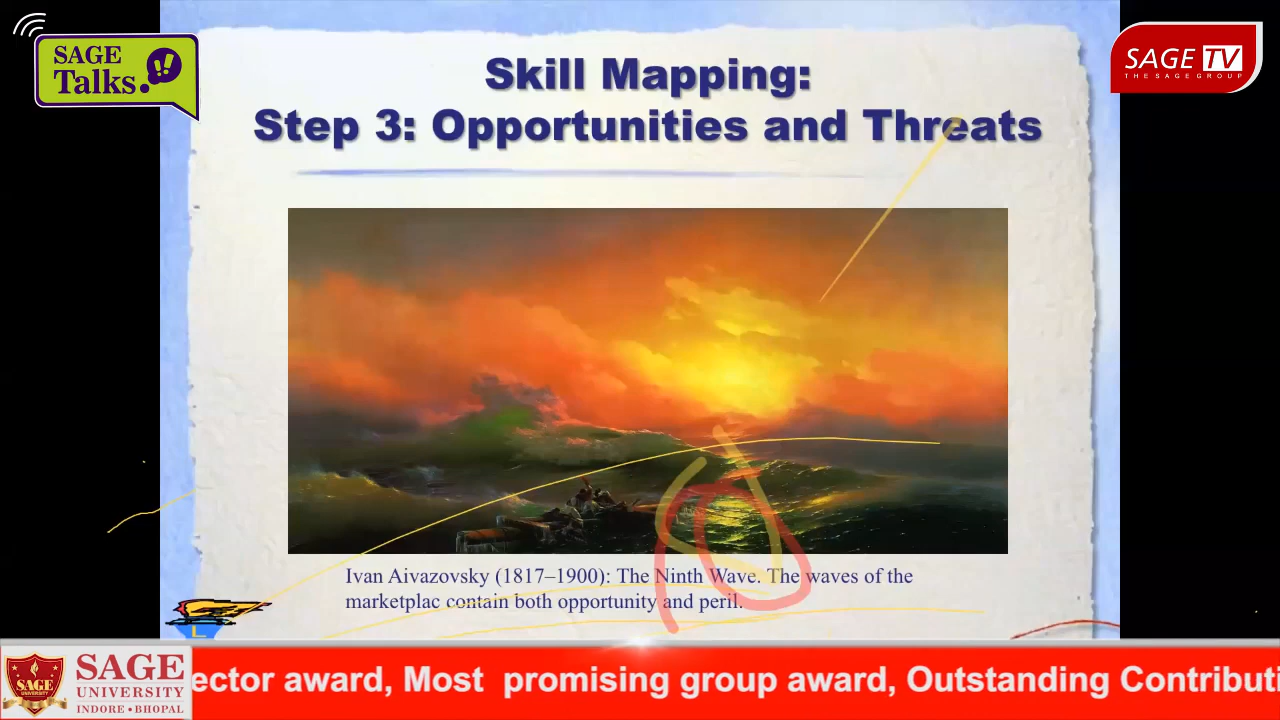 SAGE
Talks.
SAGE TV
THE SAGE GROUP
Skill Mapping:
Step 3: Opportunities and Threats
Ivan Aivazovsky (1817–1900): The Ninth Wave. The waves of the
marketplac contain both opportunity and peril.
SAGE
UNIVERSITY
SAGE
UNIVERSITY
INDORE • BHOPAL
ector award, Most promising group award, Outstanding Contributi